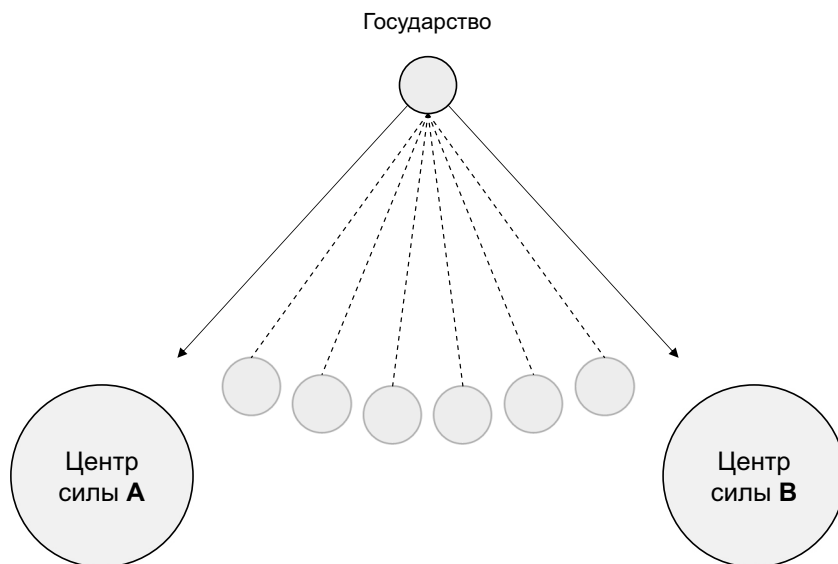 Государство
Центр
силы A
Центр
силы B